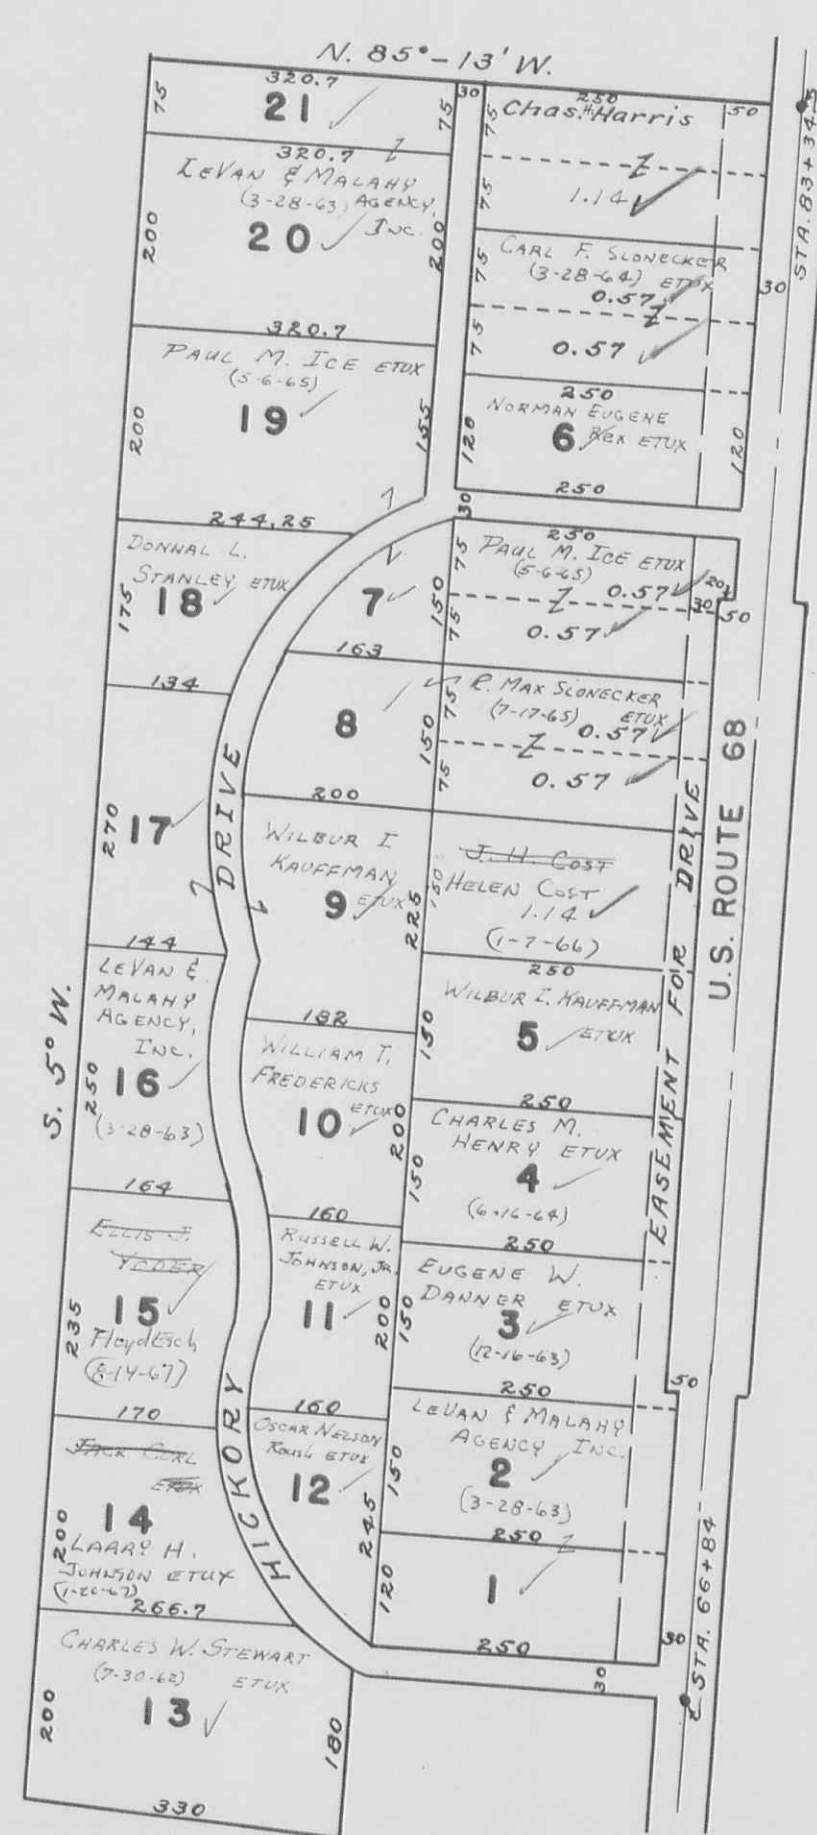 N. 85°-13' W.
320.7
75
21
75
30
250
50
Chas. H. Harris
75
75
1.14
STA. 83+34.5
320.7
LEVAN & MALAHY
(3-28-63) AGENCY,
INC.
200
20
200
CARL F. SLONECKER
(3-28-64) ETUX
75
0.57
30
75
0.57
320.7
PAUL M. ICE ETUX
(5-6-65)
200
19
155
250
NORMAN EUGENE
6 Rex ETUX
120
120
250
30
244.25
DONNAL L.
STANLEY ETUX
175
18
134
7
150
163
250
PAUL M. ICE ETUX
(5-6-65)
75
0.57
20
30
50
75
0.57
8
150
200
R. MAX SLONECKER
(7-17-65) ETUX
75
0.57
75
0.57
17
270
144
DRIVE
WILBUR I
KAUFFMAN
9 ETUX
225
182
J. H. COST
HELEN COST
150
1.14
(1-7-66)
250
EASEMENT FOR DRIVE
U.S. ROUTE 68
S. 5° W.
LEVAN &
MALAHY
AGENCY,
INC.
250
16
(3-28-63)
164
WILLIAM T.
FREDERICKS
ETUX
10
200
160
WILBUR I. KAUFFMAN
5 ETUX
150
250
CHARLES M.
HENRY ETUX
4
150
(6-16-64)
250
ELLIS J.
YODER
15
235
Floyd Esch
(8-14-67)
170
RUSSELL W.
JOHNSON, JR.
ETUX
11
200
160
EUGENE W.
DANNER ETUX
3
150
(12-16-63)
250
50
JACK CURL
ETUX
14
200
LARRY H.
JOHNSON ETUX
(1-20-67)
266.7
HICKORY
OSCAR NELSON
Roush ETUX
12
245
LEVAN & MALAHY
AGENCY INC.
2
150
(3-28-63)
250
1
120
250
30
30
STA. 66+84
CHARLES W. STEWART
(7-30-62) ETUX
13
200
180
330